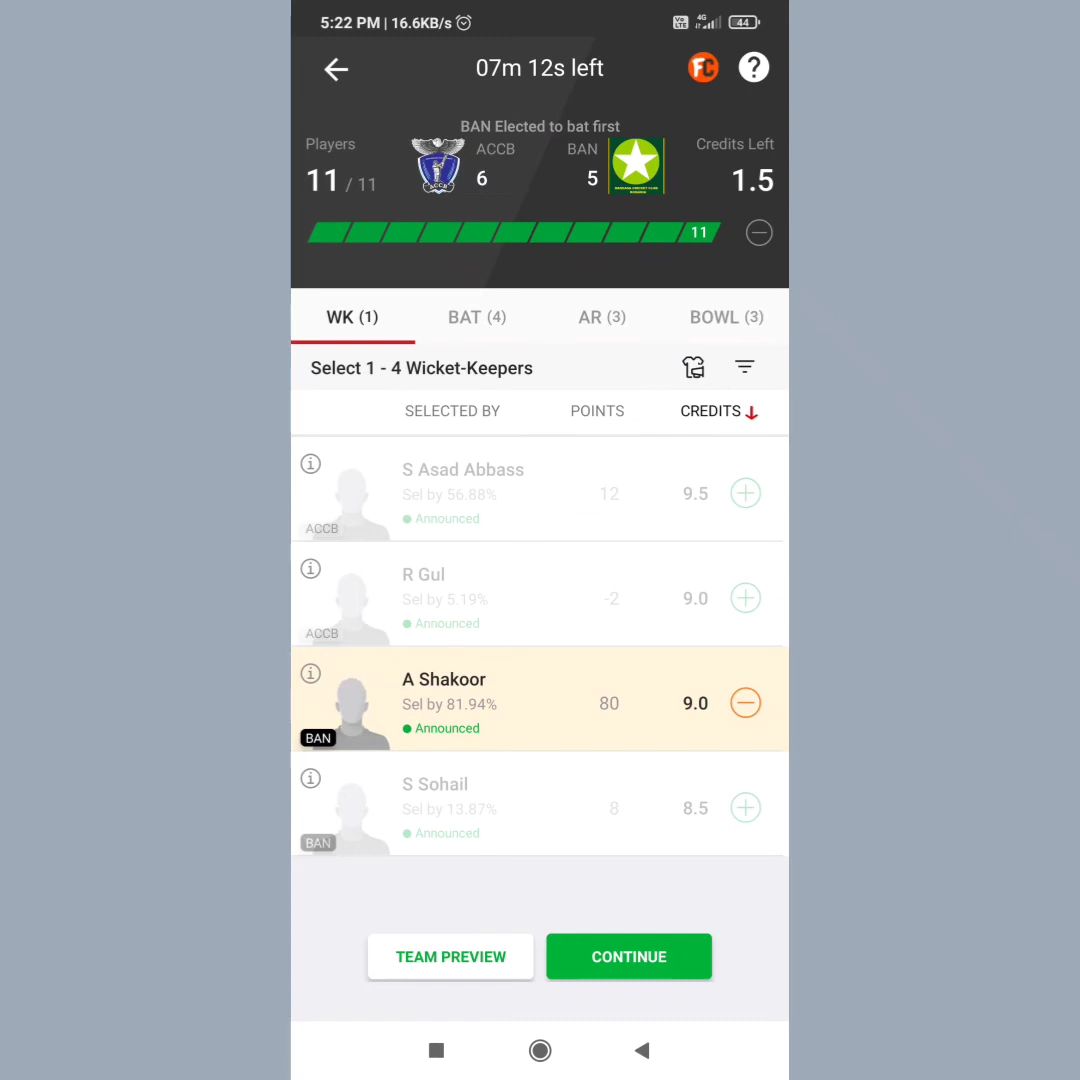 5:22 PM | 16.6KB/s
Vo LTE 4G 44
07m 12s left
FC ?
BAN Elected to bat first
Players ACCB BAN Credits Left
11 / 11 6 5 1.5
ACCB
11
WK (1) BAT (4) AR (3) BOWL (3)
Select 1 - 4 Wicket-Keepers
SELECTED BY POINTS CREDITS
S Asad Abbass
Sel by 56.88% 12 9.5
Announced
ACCB
R Gul
Sel by 5.19% -2 9.0
Announced
ACCB
A Shakoor
Sel by 81.94% 80 9.0
Announced
BAN
S Sohail
Sel by 13.87% 8 8.5
Announced
BAN
TEAM PREVIEW CONTINUE